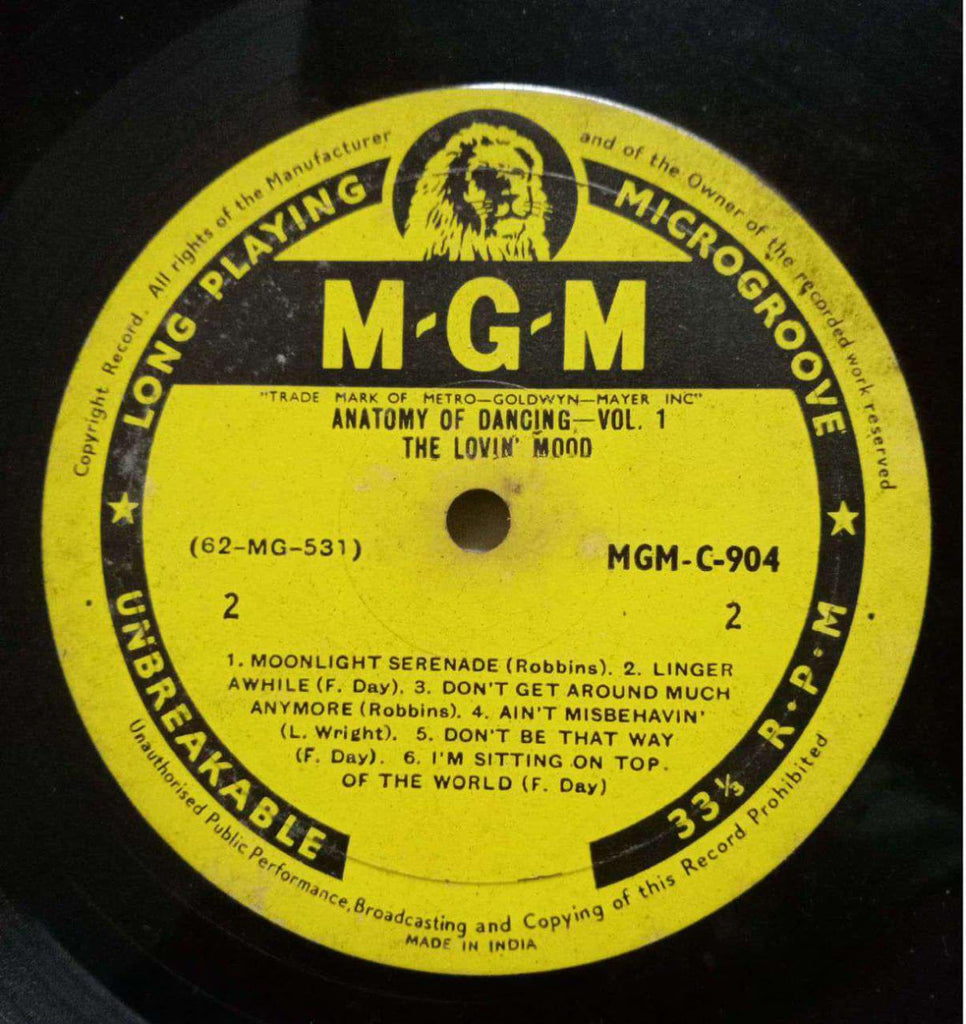 Copyright Record. All rights of the Manufacturer and of the Owner of the recorded work reserved
LONG PLAYING
MICROGROOVE
M-G-M
"TRADE MARK OF METRO—GOLDWYN—MAYER INC"
ANATOMY OF DANCING—VOL. 1
THE LOVIN' MOOD
(62-MG-531)
MGM-C-904
2
2
1. MOONLIGHT SERENADE (Robbins). 2. LINGER
AWHILE (F. Day). 3. DON'T GET AROUND MUCH
ANYMORE (Robbins). 4. AIN'T MISBEHAVIN'
(L. Wright). 5. DON'T BE THAT WAY
(F. Day). 6. I'M SITTING ON TOP.
OF THE WORLD (F. Day)
UNBREAKABLE
33⅓ R·P·M
Unauthorised Public Performance, Broadcasting and Copying of this Record Prohibited
MADE IN INDIA